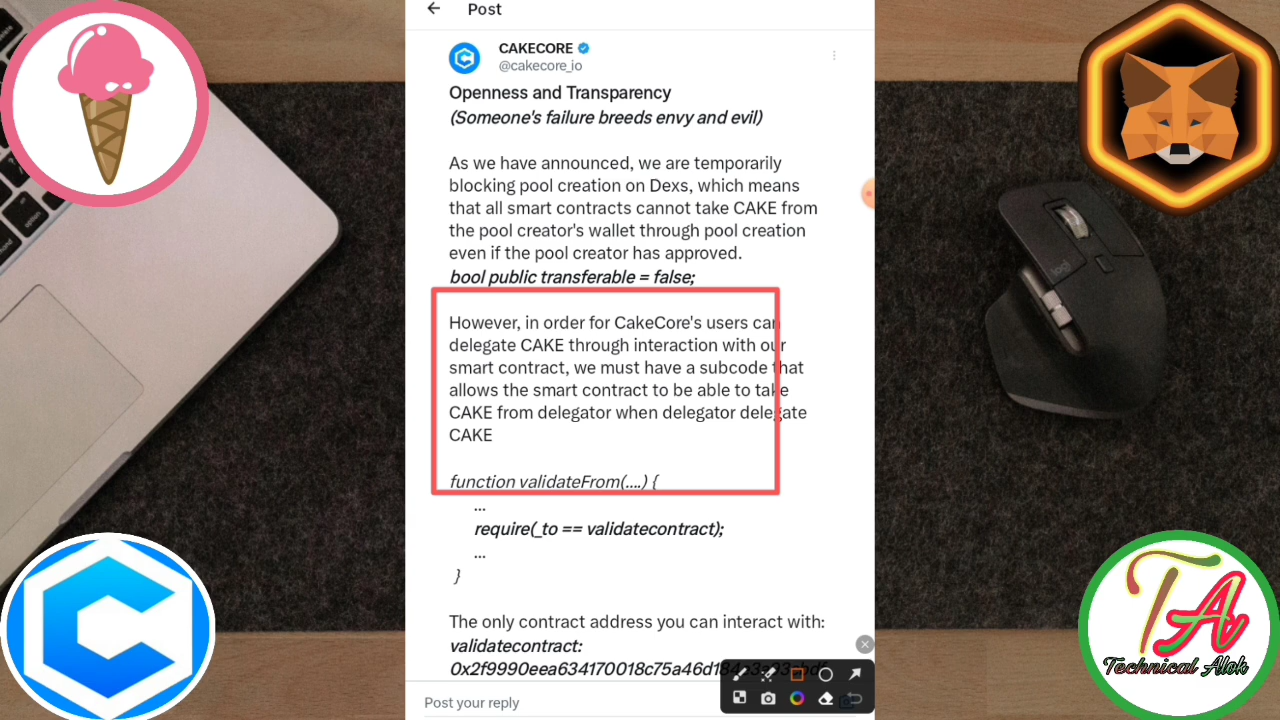 Post
CAKECORE
@cakecore_io
Openness and Transparency
(Someone's failure breeds envy and evil)
As we have announced, we are temporarily
blocking pool creation on Dexs, which means
that all smart contracts cannot take CAKE from
the pool creator's wallet through pool creation
even if the pool creator has approved.
bool public transferable = false;
However, in order for CakeCore's users can
delegate CAKE through interaction with our
smart contract, we must have a subcode that
allows the smart contract to be able to take
CAKE from delegator when delegator delegate
CAKE
function validateFrom(....) {
...
require(_to == validatecontract);
...
}
The only contract address you can interact with:
validatecontract:
Post your reply
logi
TA
Technical Alok